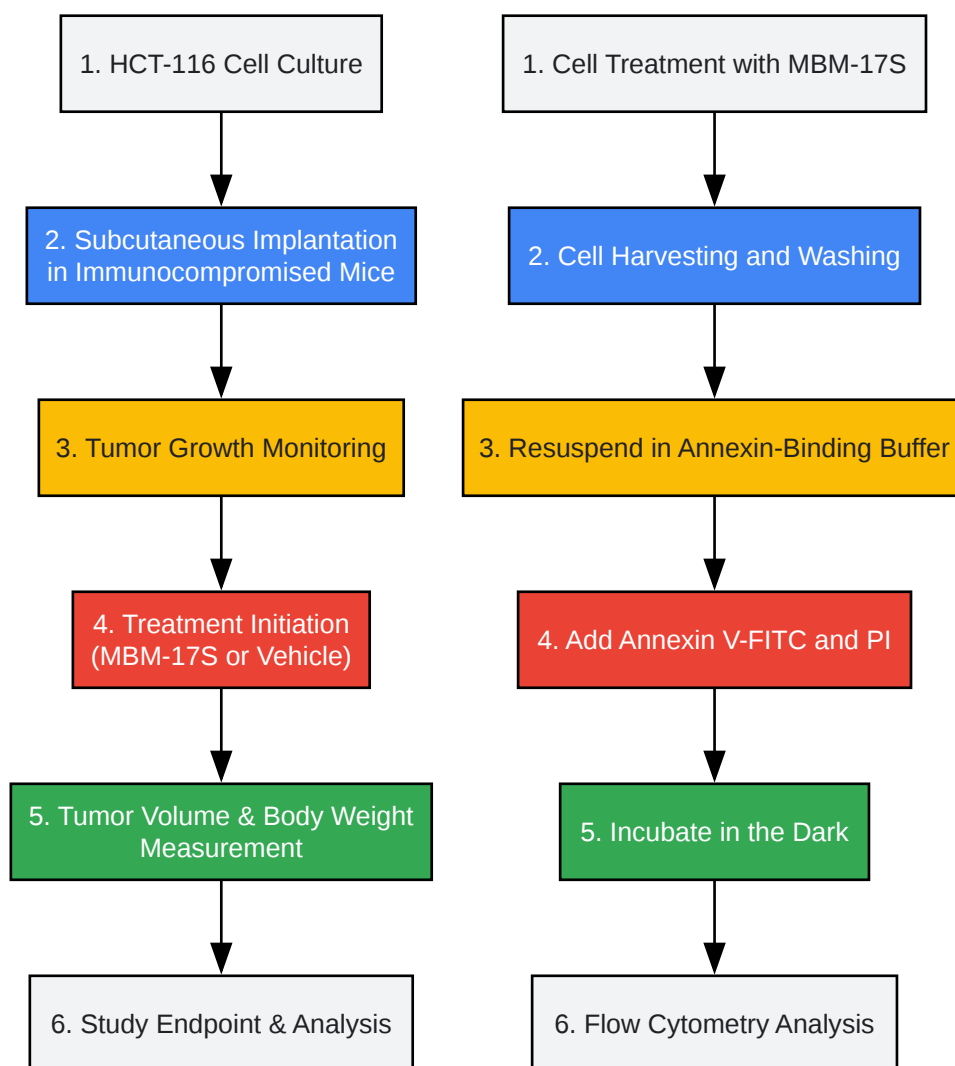 1. HCT-116 Cell Culture
2. Subcutaneous Implantation
in Immunocompromised Mice
3. Tumor Growth Monitoring
4. Treatment Initiation
(MBM-17S or Vehicle)
5. Tumor Volume & Body Weight
Measurement
6. Study Endpoint & Analysis
1. Cell Treatment with MBM-17S
2. Cell Harvesting and Washing
3. Resuspend in Annexin-Binding Buffer
4. Add Annexin V-FITC and PI
5. Incubate in the Dark
6. Flow Cytometry Analysis